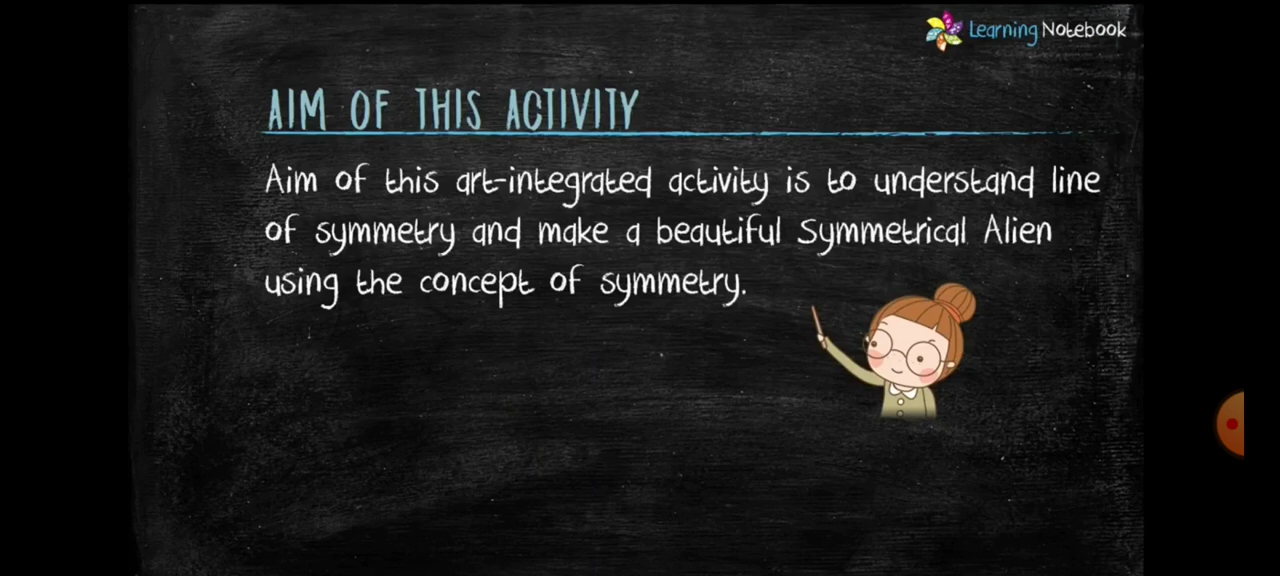 Learning Notebook
AIM OF THIS ACTIVITY
Aim of this art-integrated activity is to understand line
of symmetry and make a beautiful Symmetrical Alien
using the concept of symmetry.